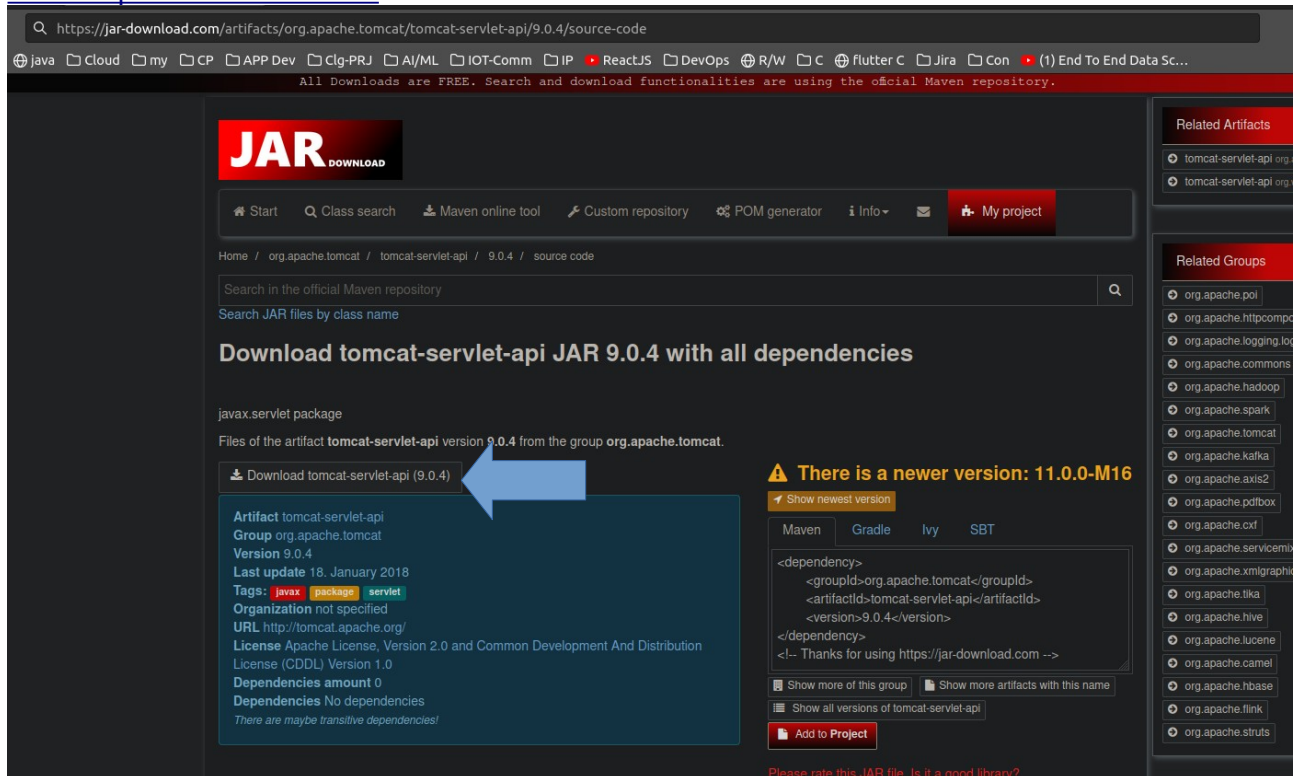 https://jar-download.com/artifacts/org.apache.tomcat/tomcat-servlet-api/9.0.4/source-code
java Cloud my CP APP Dev Clg-PRJ AI/ML IOT-Comm IP ReactJS DevOps R/W C flutter C Jira Con (1) End To End Data Sc...
All Downloads are FREE. Search and download functionalities are using the official Maven repository.
JAR DOWNLOAD
Start Class search Maven online tool Custom repository POM generator Info My project
Home / org.apache.tomcat / tomcat-servlet-api / 9.0.4 / source code
Search in the official Maven repository
Search JAR files by class name
Download tomcat-servlet-api JAR 9.0.4 with all dependencies
javax.servlet package
Files of the artifact tomcat-servlet-api version 9.0.4 from the group org.apache.tomcat.
Download tomcat-servlet-api (9.0.4)
Artifact tomcat-servlet-api
Group org.apache.tomcat
Version 9.0.4
Last update 18. January 2018
Tags: javax package servlet
Organization not specified
URL http://tomcat.apache.org/
License Apache License, Version 2.0 and Common Development And Distribution
License (CDDL) Version 1.0
Dependencies amount 0
Dependencies No dependencies
There are maybe transitive dependencies!
There is a newer version: 11.0.0-M16
Show newest version
Maven Gradle Ivy SBT
<dependency>
<groupId>org.apache.tomcat</groupId>
<artifactId>tomcat-servlet-api</artifactId>
<version>9.0.4</version>
</dependency>
<!-- Thanks for using https://jar-download.com -->
Show more of this group Show more artifacts with this name
Show all versions of tomcat-servlet-api
Add to Project
Please rate this JAR file. Is it a good library?
Related Artifacts
tomcat-servlet-api org.
tomcat-servlet-api org.
Related Groups
org.apache.poi
org.apache.httpcompo
org.apache.logging.log
org.apache.commons
org.apache.hadoop
org.apache.spark
org.apache.tomcat
org.apache.kafka
org.apache.axis2
org.apache.pdfbox
org.apache.cxf
org.apache.servicemix
org.apache.xmlgraphic
org.apache.tika
org.apache.hive
org.apache.lucene
org.apache.camel
org.apache.hbase
org.apache.flink
org.apache.struts